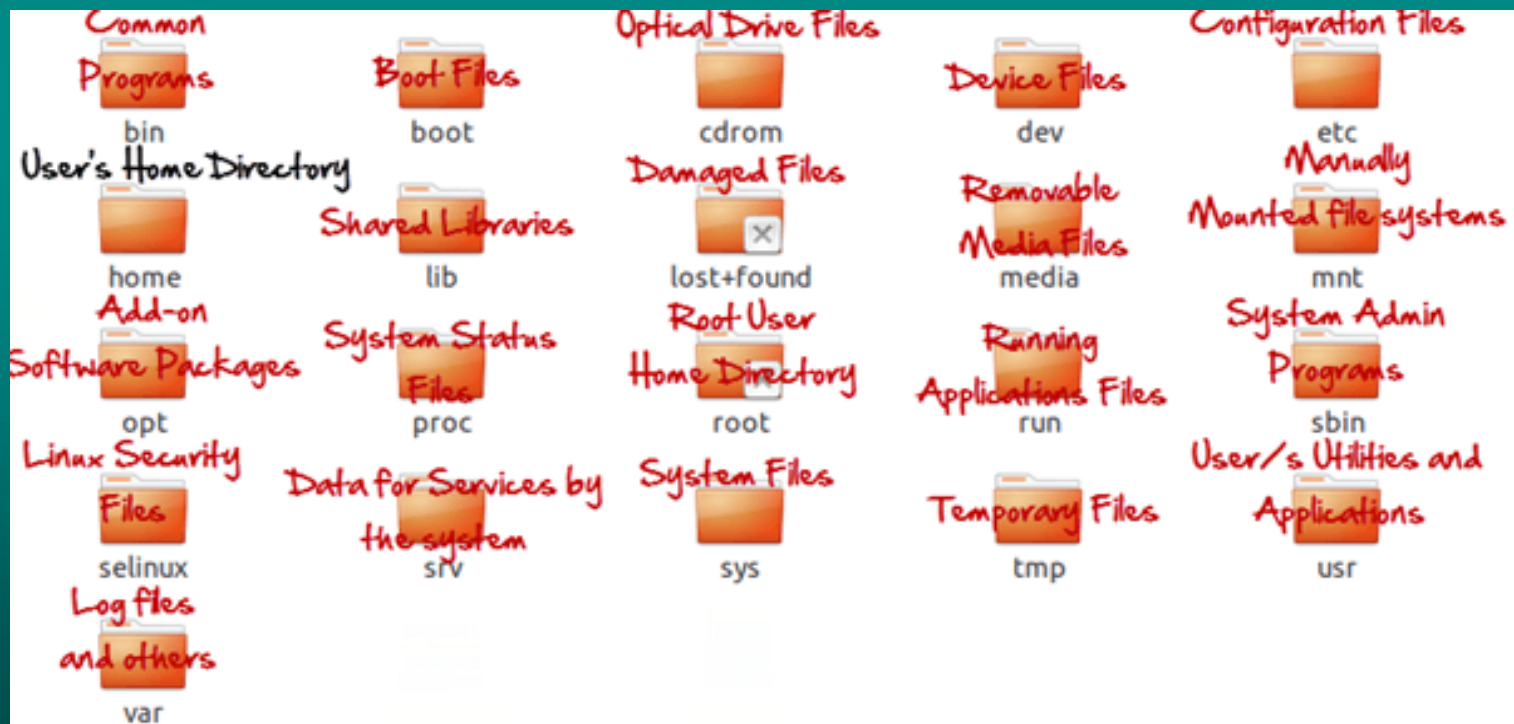 Common
Programs
bin
Boot Files
boot
Optical Drive Files
cdrom
Device Files
dev
Configuration Files
etc
User's Home Directory
home
Shared Libraries
lib
Damaged Files
lost+found
Removable
Media Files
media
Manually
Mounted file systems
mnt
Add-on
Software Packages
opt
System Status
Files
proc
Root User
Home Directory
root
Running
Applications Files
run
System Admin
Programs
sbin
Linux Security
Files
selinux
Data for Services by
the system
srv
System Files
sys
Temporary Files
tmp
User/s Utilities and
Applications
usr
Log files
and others
var